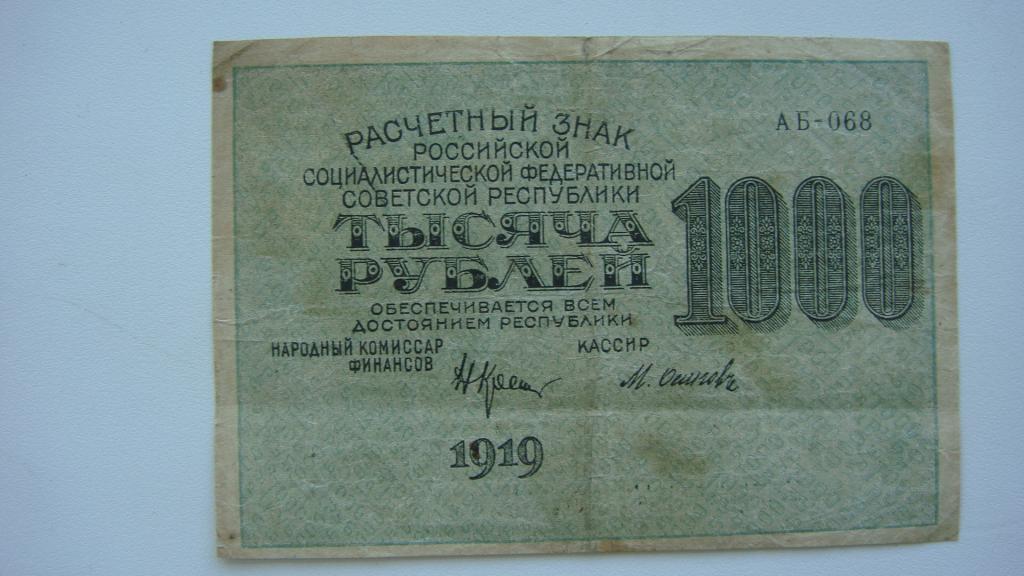 РАСЧЕТНЫЙ ЗНАК
АБ-068
РОССИЙСКОЙ
СОЦИАЛИСТИЧЕСКОЙ ФЕДЕРАТИВНОЙ
СОВЕТСКОЙ РЕСПУБЛИКИ
ТЫСЯЧА
РУБЛЕЙ
1000
ОБЕСПЕЧИВАЕТСЯ ВСЕМ
ДОСТОЯНИЕМ РЕСПУБЛИКИ
НАРОДНЫЙ КОМИССАР
ФИНАНСОВ
КАССИР
М. Осиповъ
1919